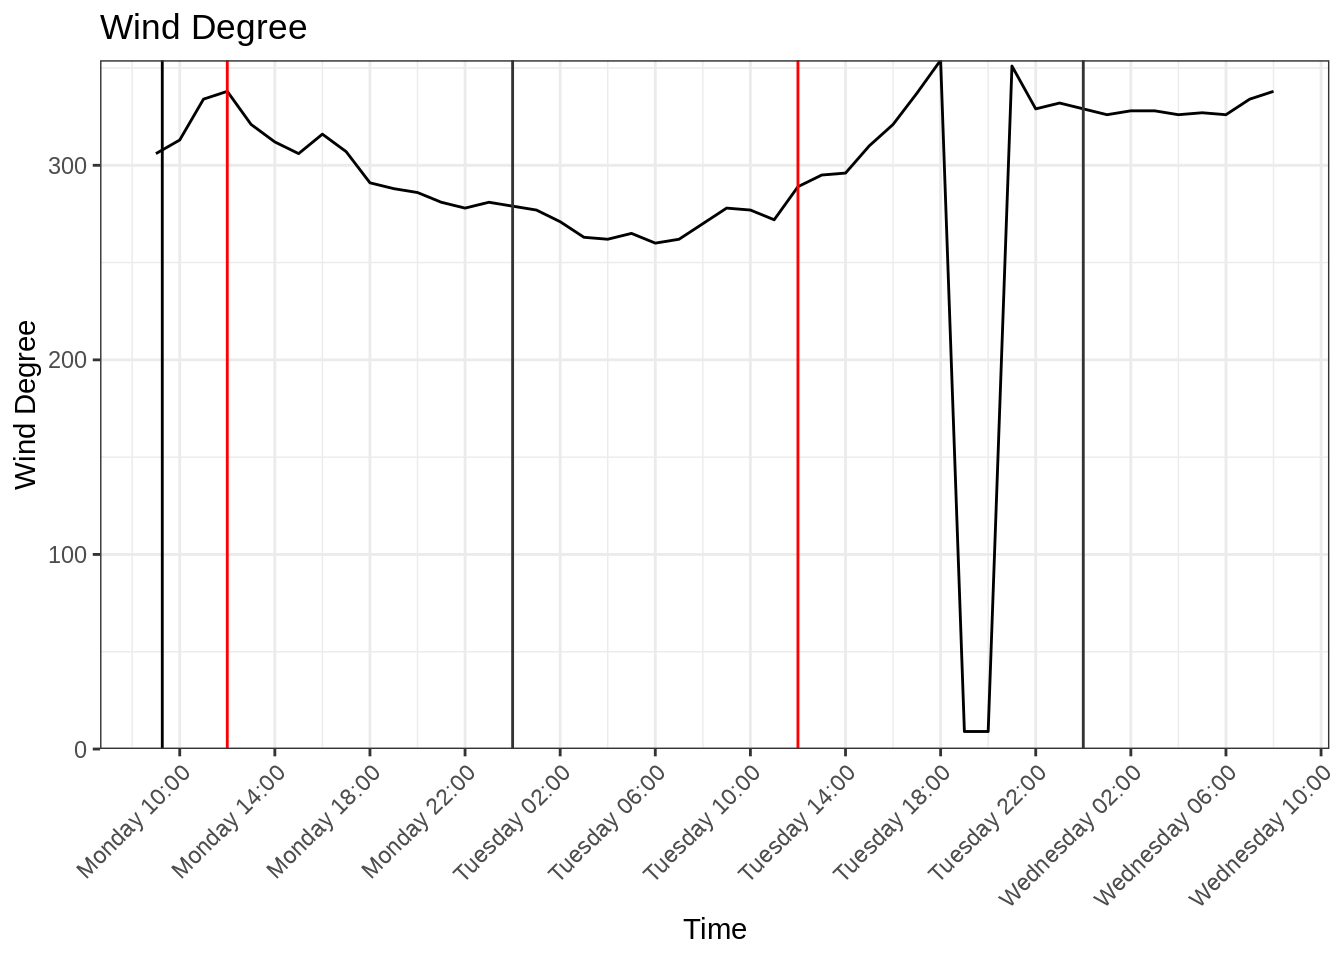 Wind Degree
Wind Degree
300
200
100
0
Monday 10:00
Monday 14:00
Monday 18:00
Monday 22:00
Tuesday 02:00
Tuesday 06:00
Tuesday 10:00
Tuesday 14:00
Tuesday 18:00
Tuesday 22:00
Wednesday 02:00
Wednesday 06:00
Wednesday 10:00
Time